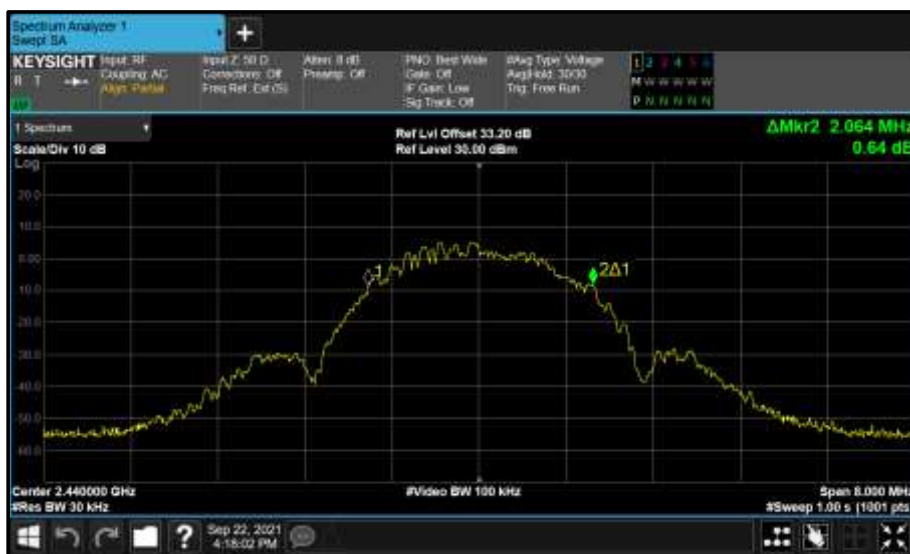 Spectrum Analyzer 1
Swept SA
+
KEYSIGHT
R T
Input: RF
Coupling: AC
Align: Partial
Input Z: 50 Ω
Corrections: Off
Freq Ref: Ext (S)
Atten: 8 dB
Preamp: Off
PNO: Best Wide
Gate: Off
IF Gain: Low
Sig Track: Off
#Avg Type: Voltage
Avg|Hold: 30/30
Trig: Free Run
1 2 3 4 5 6
M W W W W W
P N N N N N
1 Spectrum
Scale/Div 10 dB
Ref Lvl Offset 33.20 dB
Ref Level 30.00 dBm
ΔMkr2 2.064 MHz
0.64 dB
Log
20.0
10.0
0.00
-10.0
-20.0
-30.0
-40.0
-50.0
-60.0
1
2Δ1
Center 2.440000 GHz
#Res BW 30 kHz
#Video BW 100 kHz
Span 8.000 MHz
#Sweep 1.00 s (1001 pts)
?
Sep 22, 2021
4:18:02 PM